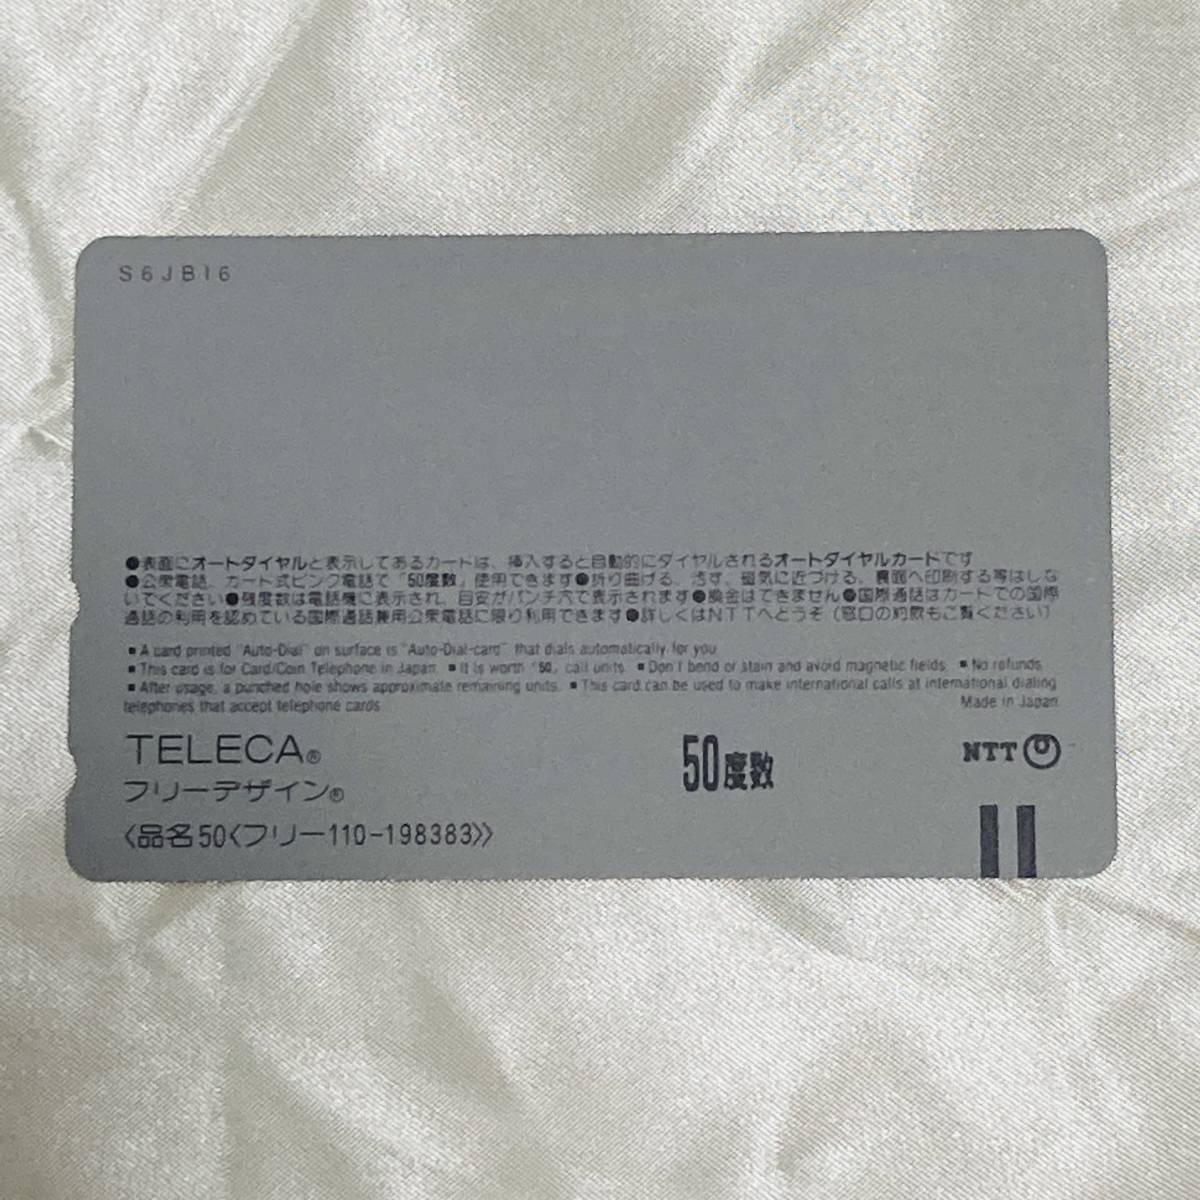 S6JB16
●表面にオートダイヤルと表示してあるカードは、挿入すると自動的にダイヤルされるオートダイヤルカードです
●公衆電話、カード式ピンク電話で「50度数」使用できます●折り曲げる、汚す、磁気に近づける、裏面へ印刷する等はしな
いでください●残度数は電話機に表示され、目安がパンチ穴で表示されます●換金はできません●国際通話はカードでの国際
通話の利用を認めている国際通話兼用公衆電話に限り利用できます●詳しくはNTTへどうぞ（窓口の約款もご覧ください）
■A card printed "Auto-Dial" on surface is "Auto-Dial-card" that dials automatically for you.
■This card is for Card/Coin Telephone in Japan. ■It is worth "50" call units. ■Don't bend or stain and avoid magnetic fields. ■No refunds.
■After usage, a punched hole shows approximate remaining units. ■This card can be used to make international calls at international dialing
telephones that accept telephone cards. Made in Japan
TELECA® 50度数 NTT
フリーデザイン®
〈品名50〈フリー110-198383〉〉